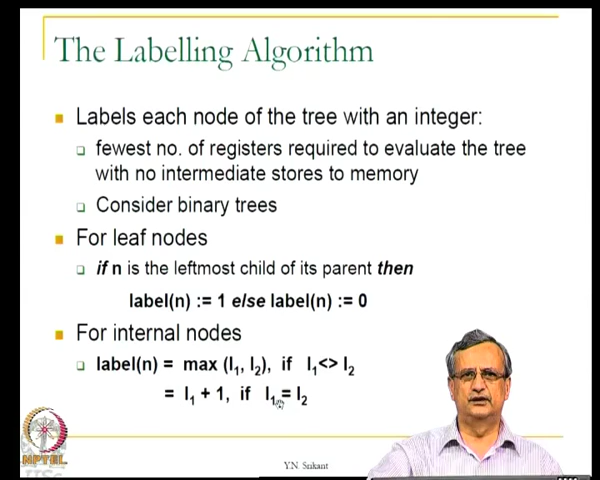 The Labelling Algorithm
Labels each node of the tree with an integer:
fewest no. of registers required to evaluate the tree
with no intermediate stores to memory
Consider binary trees
For leaf nodes
if n is the leftmost child of its parent then
label(n) := 1 else label(n) := 0
For internal nodes
label(n) = max (l₁, l₂), if l₁<> l₂
= l₁ + 1, if l₁ = l₂
NPTEL
Y.N. Srikant